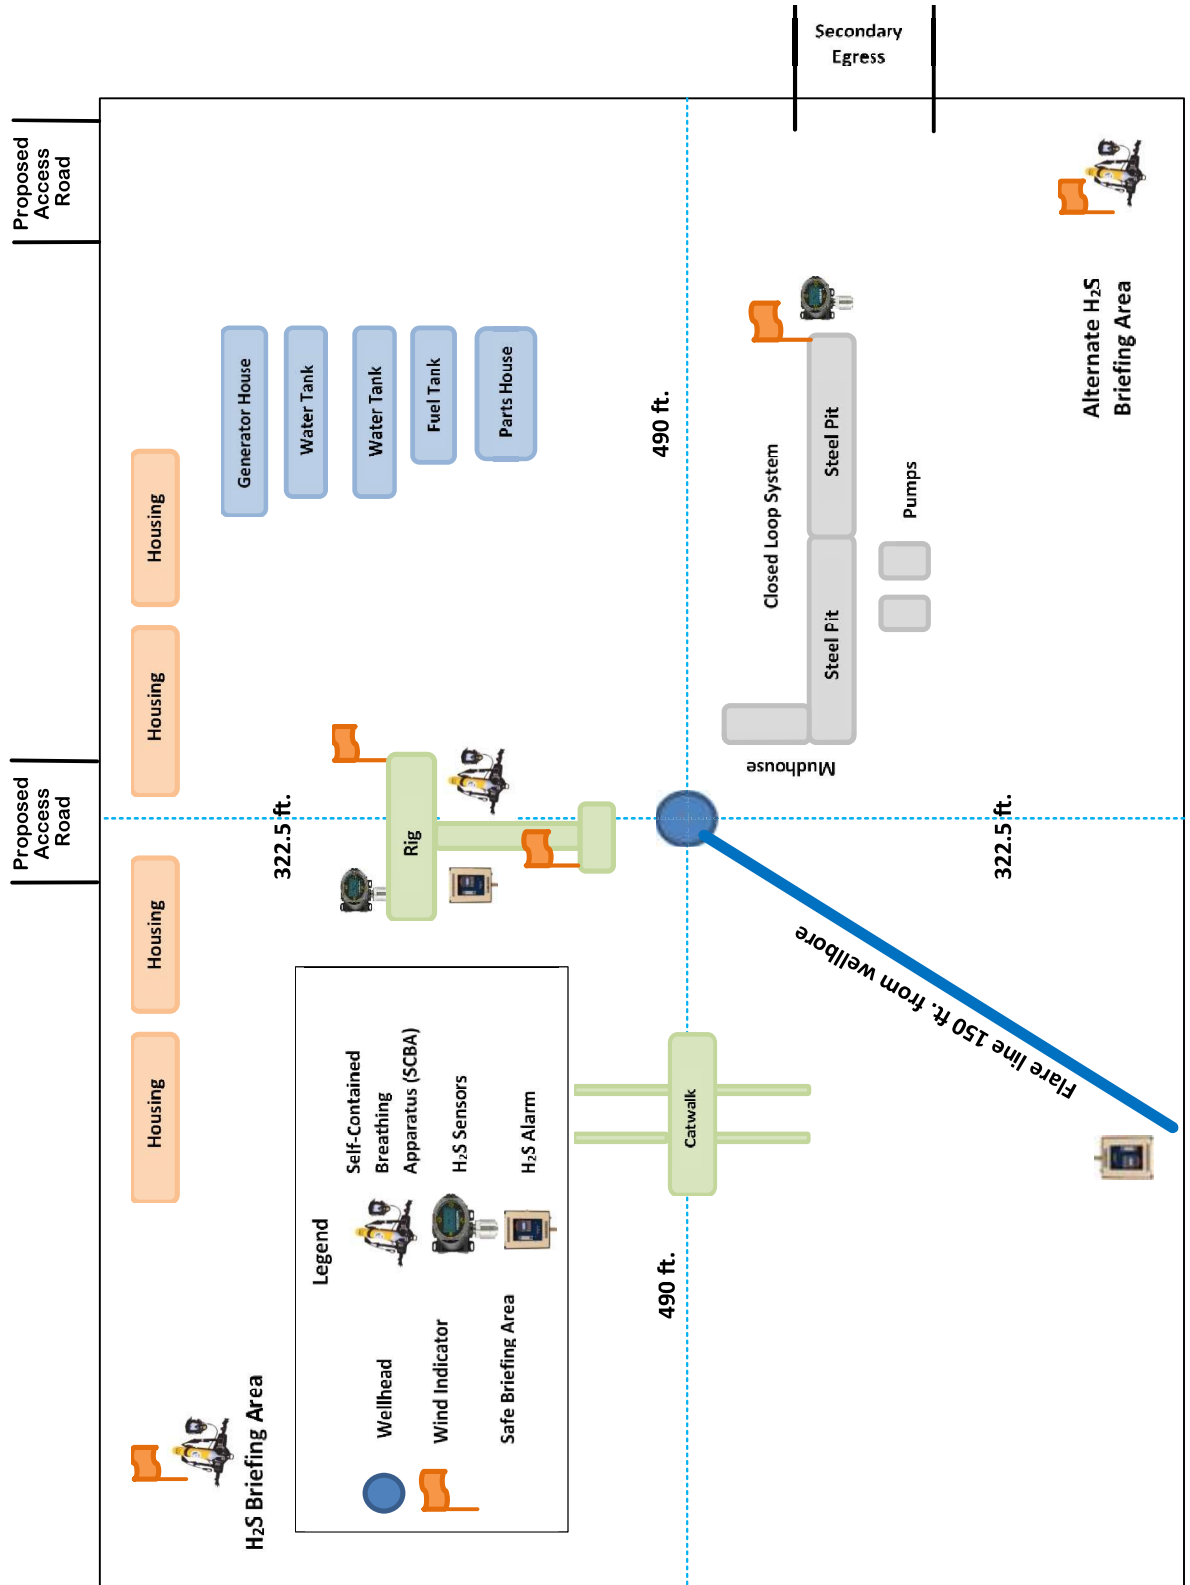 Secondary
Egress
Proposed
Access
Road
Proposed
Access
Road
Housing
Housing
Housing
Housing
Generator House
Water Tank
Water Tank
Fuel Tank
Parts House
490 ft.
Closed Loop System
Steel Pit
Steel Pit
Pumps
Mudhouse
Alternate H₂S
Briefing Area
322.5 ft.
Rig
322.5 ft.
Flare line 150 ft. from wellbore
Catwalk
490 ft.
Legend
Wellhead
Wind Indicator
Safe Briefing Area
Self-Contained
Breathing
Apparatus (SCBA)
H₂S Sensors
H₂S Alarm
H₂S Briefing Area